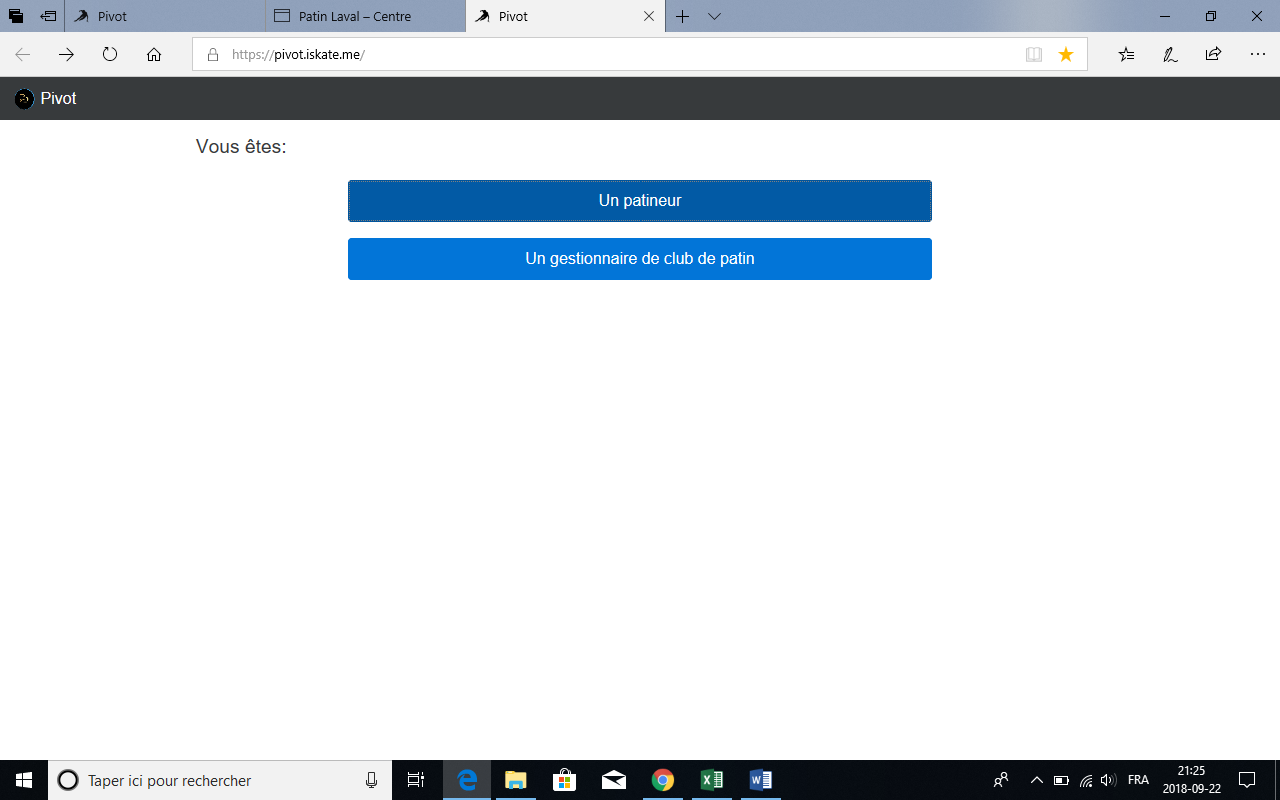 Pivot
Patin Laval – Centre
Pivot
https://pivot.iskate.me/
Pivot
Vous êtes:
Un patineur
Un gestionnaire de club de patin
Taper ici pour rechercher
FRA
21:25
2018-09-22